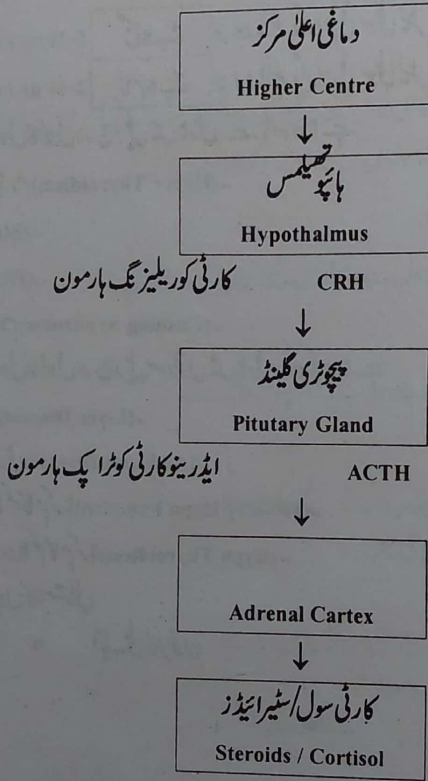 دماغی اعلیٰ مرکز
Higher Centre
↓
ہائپوتھیلمس
Hypothalmus
کارٹی کوریلیزنگ ہارمون CRH
↓
پیچوٹری گلینڈ
Pitutary Gland
ایڈرینوکارٹی کوٹراپک ہارمون ACTH
↓
Adrenal Cartex
↓
کارٹی سول/سٹیرائیڈز
Steroids / Cortisol